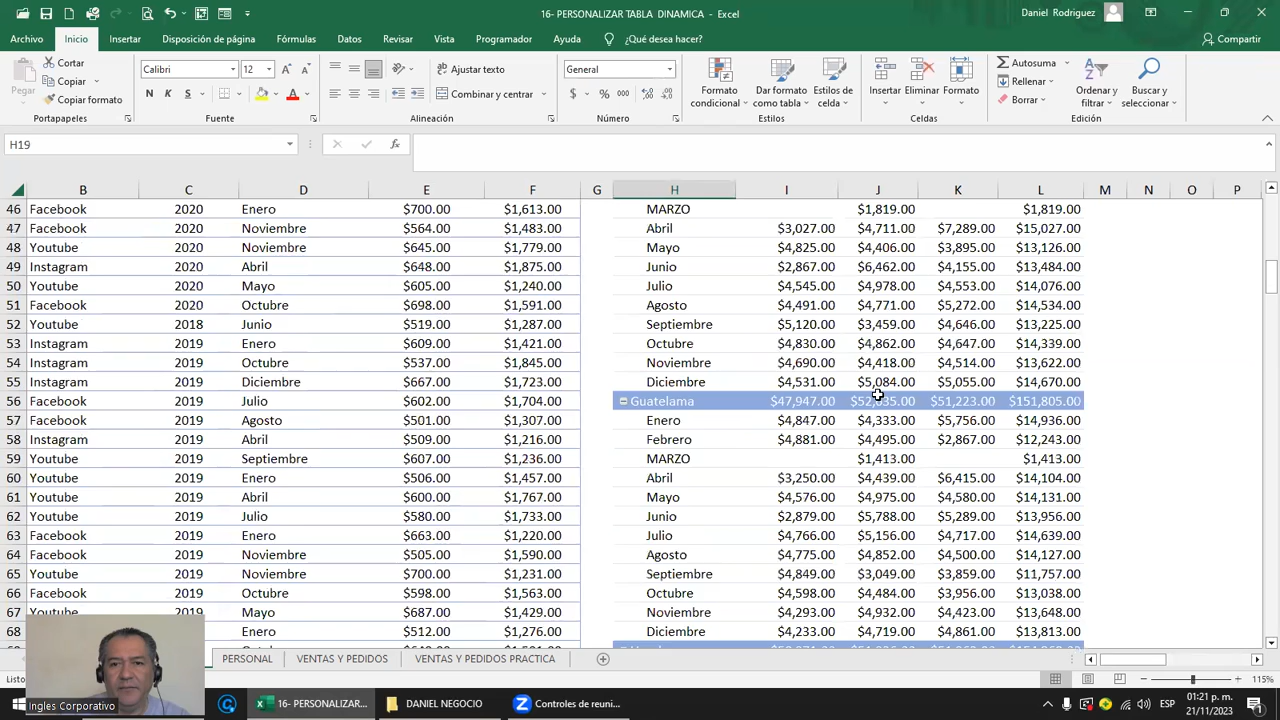 16- PERSONALIZAR TABLA DINAMICA - Excel
Daniel Rodriguez
Archivo Inicio Insertar Disposición de página Fórmulas Datos Revisar Vista Programador Ayuda ¿Qué desea hacer? Compartir
Pegar
Cortar
Copiar
Copiar formato
Portapapeles
Calibri 12
N K S
Fuente
Ajustar texto
Combinar y centrar
Alineación
General
$ % 000
Número
Formato condicional
Dar formato como tabla
Estilos de celda
Estilos
Insertar Eliminar Formato
Celdas
Autosuma
Rellenar
Borrar
Ordenar y filtrar
Buscar y seleccionar
Edición
H19 fx
B C D E F G H I J K L M N O P
46 Facebook 2020 Enero $700.00 $1,613.00 MARZO $1,819.00 $1,819.00
47 Facebook 2020 Noviembre $564.00 $1,483.00 Abril $3,027.00 $4,711.00 $7,289.00 $15,027.00
48 Youtube 2020 Noviembre $645.00 $1,779.00 Mayo $4,825.00 $4,406.00 $3,895.00 $13,126.00
49 Instagram 2020 Abril $648.00 $1,875.00 Junio $2,867.00 $6,462.00 $4,155.00 $13,484.00
50 Youtube 2020 Mayo $605.00 $1,240.00 Julio $4,545.00 $4,978.00 $4,553.00 $14,076.00
51 Facebook 2020 Octubre $698.00 $1,591.00 Agosto $4,491.00 $4,771.00 $5,272.00 $14,534.00
52 Youtube 2018 Junio $519.00 $1,287.00 Septiembre $5,120.00 $3,459.00 $4,646.00 $13,225.00
53 Instagram 2019 Enero $609.00 $1,421.00 Octubre $4,830.00 $4,862.00 $4,647.00 $14,339.00
54 Instagram 2019 Octubre $537.00 $1,845.00 Noviembre $4,690.00 $4,418.00 $4,514.00 $13,622.00
55 Instagram 2019 Diciembre $667.00 $1,723.00 Diciembre $4,531.00 $5,084.00 $5,055.00 $14,670.00
56 Facebook 2019 Julio $602.00 $1,704.00 Guatelama $47,947.00 $51,223.00 $151,805.00
57 Facebook 2019 Agosto $501.00 $1,307.00 Enero $4,847.00 $4,333.00 $5,756.00 $14,936.00
58 Instagram 2019 Abril $509.00 $1,216.00 Febrero $4,881.00 $4,495.00 $2,867.00 $12,243.00
59 Youtube 2019 Septiembre $607.00 $1,236.00 MARZO $1,413.00 $1,413.00
60 Youtube 2019 Enero $506.00 $1,457.00 Abril $3,250.00 $4,439.00 $6,415.00 $14,104.00
61 Youtube 2019 Abril $600.00 $1,767.00 Mayo $4,576.00 $4,975.00 $4,580.00 $14,131.00
62 Youtube 2019 Julio $580.00 $1,733.00 Junio $2,879.00 $5,788.00 $5,289.00 $13,956.00
63 Facebook 2019 Enero $663.00 $1,220.00 Julio $4,766.00 $5,156.00 $4,717.00 $14,639.00
64 Facebook 2019 Noviembre $505.00 $1,590.00 Agosto $4,775.00 $4,852.00 $4,500.00 $14,127.00
65 Youtube 2019 Noviembre $700.00 $1,231.00 Septiembre $4,849.00 $3,049.00 $3,859.00 $11,757.00
66 Facebook 2019 Octubre $598.00 $1,563.00 Octubre $4,598.00 $4,484.00 $3,956.00 $13,038.00
67 Youtube 2019 Mayo $687.00 $1,429.00 Noviembre $4,293.00 $4,932.00 $4,423.00 $13,648.00
68 Enero $512.00 $1,276.00 Diciembre $4,233.00 $4,719.00 $4,861.00 $13,813.00
PERSONAL VENTAS Y PEDIDOS VENTAS Y PEDIDOS PRACTICA
Listo 115%
Ingles Corporativo
16- PERSONALIZAR... DANIEL NEGOCIO Controles de reuni...
ESP 01:21 p. m.
21/11/2023